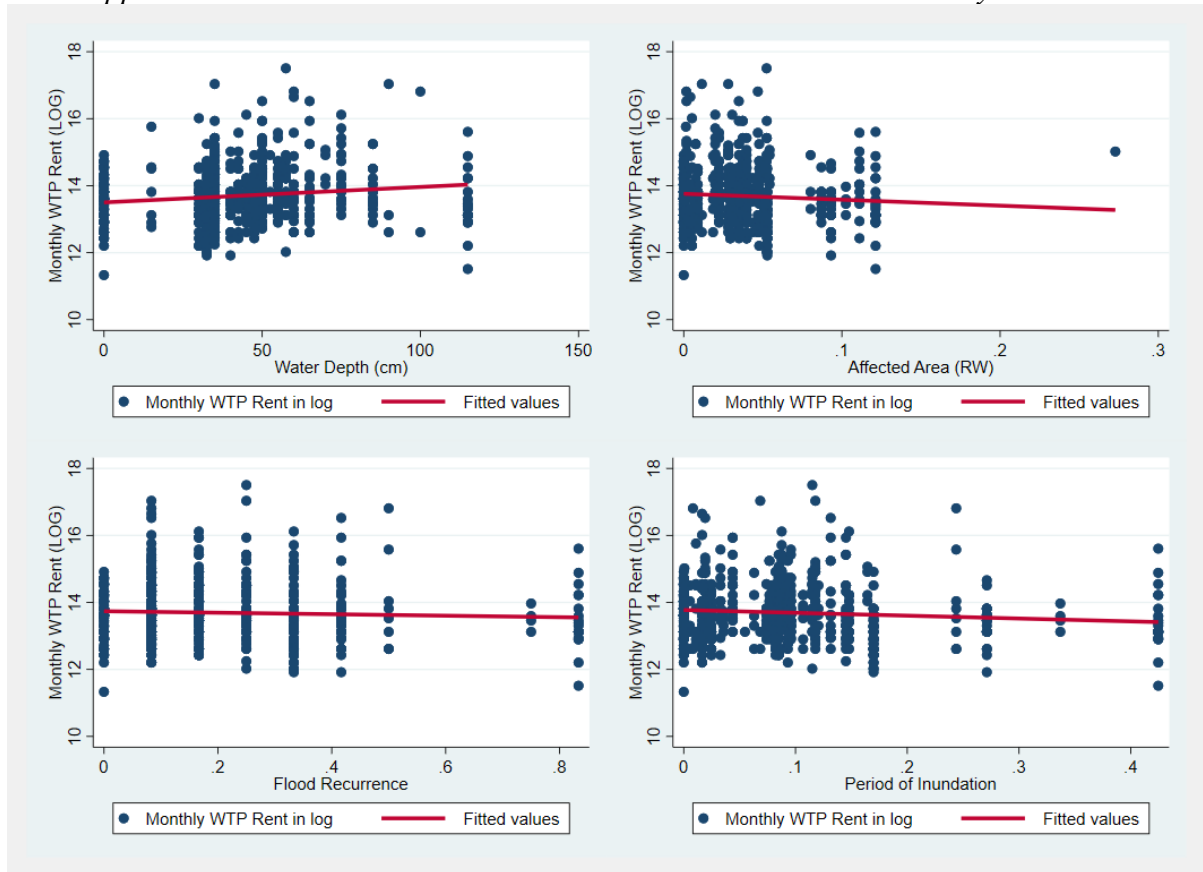 18
16
14
12
10
Monthly WTP Rent (LOG)
0 50 100 150
Water Depth (cm)
Monthly WTP Rent in log Fitted values
18
16
14
12
10
Monthly WTP Rent (LOG)
0 .1 .2 .3
Affected Area (RW)
Monthly WTP Rent in log Fitted values
18
16
14
12
10
Monthly WTP Rent (LOG)
0 .2 .4 .6 .8
Flood Recurrence
Monthly WTP Rent in log Fitted values
18
16
14
12
10
Monthly WTP Rent (LOG)
0 .1 .2 .3 .4
Period of Inundation
Monthly WTP Rent in log Fitted values